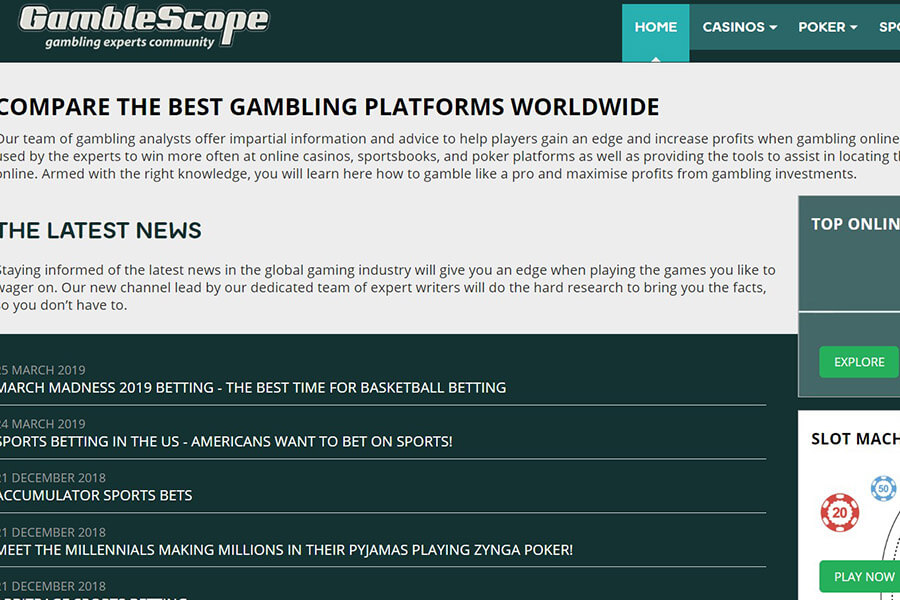 GambleScope
gambling experts community
HOME
CASINOS
POKER
COMPARE THE BEST GAMBLING PLATFORMS WORLDWIDE
Our team of gambling analysts offer impartial information and advice to help players gain an edge and increase profits when gambling online
used by the experts to win more often at online casinos, sportsbooks, and poker platforms as well as providing the tools to assist in locating
online. Armed with the right knowledge, you will learn here how to gamble like a pro and maximise profits from gambling investments.
THE LATEST NEWS
Staying informed of the latest news in the global gaming industry will give you an edge when playing the games you like to
wager on. Our new channel lead by our dedicated team of expert writers will do the hard research to bring you the facts,
so you don't have to.
25 MARCH 2019
MARCH MADNESS 2019 BETTING - THE BEST TIME FOR BASKETBALL BETTING
24 MARCH 2019
SPORTS BETTING IN THE US - AMERICANS WANT TO BET ON SPORTS!
21 DECEMBER 2018
ACCUMULATOR SPORTS BETS
21 DECEMBER 2018
MEET THE MILLENNIALS MAKING MILLIONS IN THEIR PYJAMAS PLAYING ZYNGA POKER!
21 DECEMBER 2018
TOP ONLIN
EXPLORE
SLOT MACH
50
20
PLAY NOW